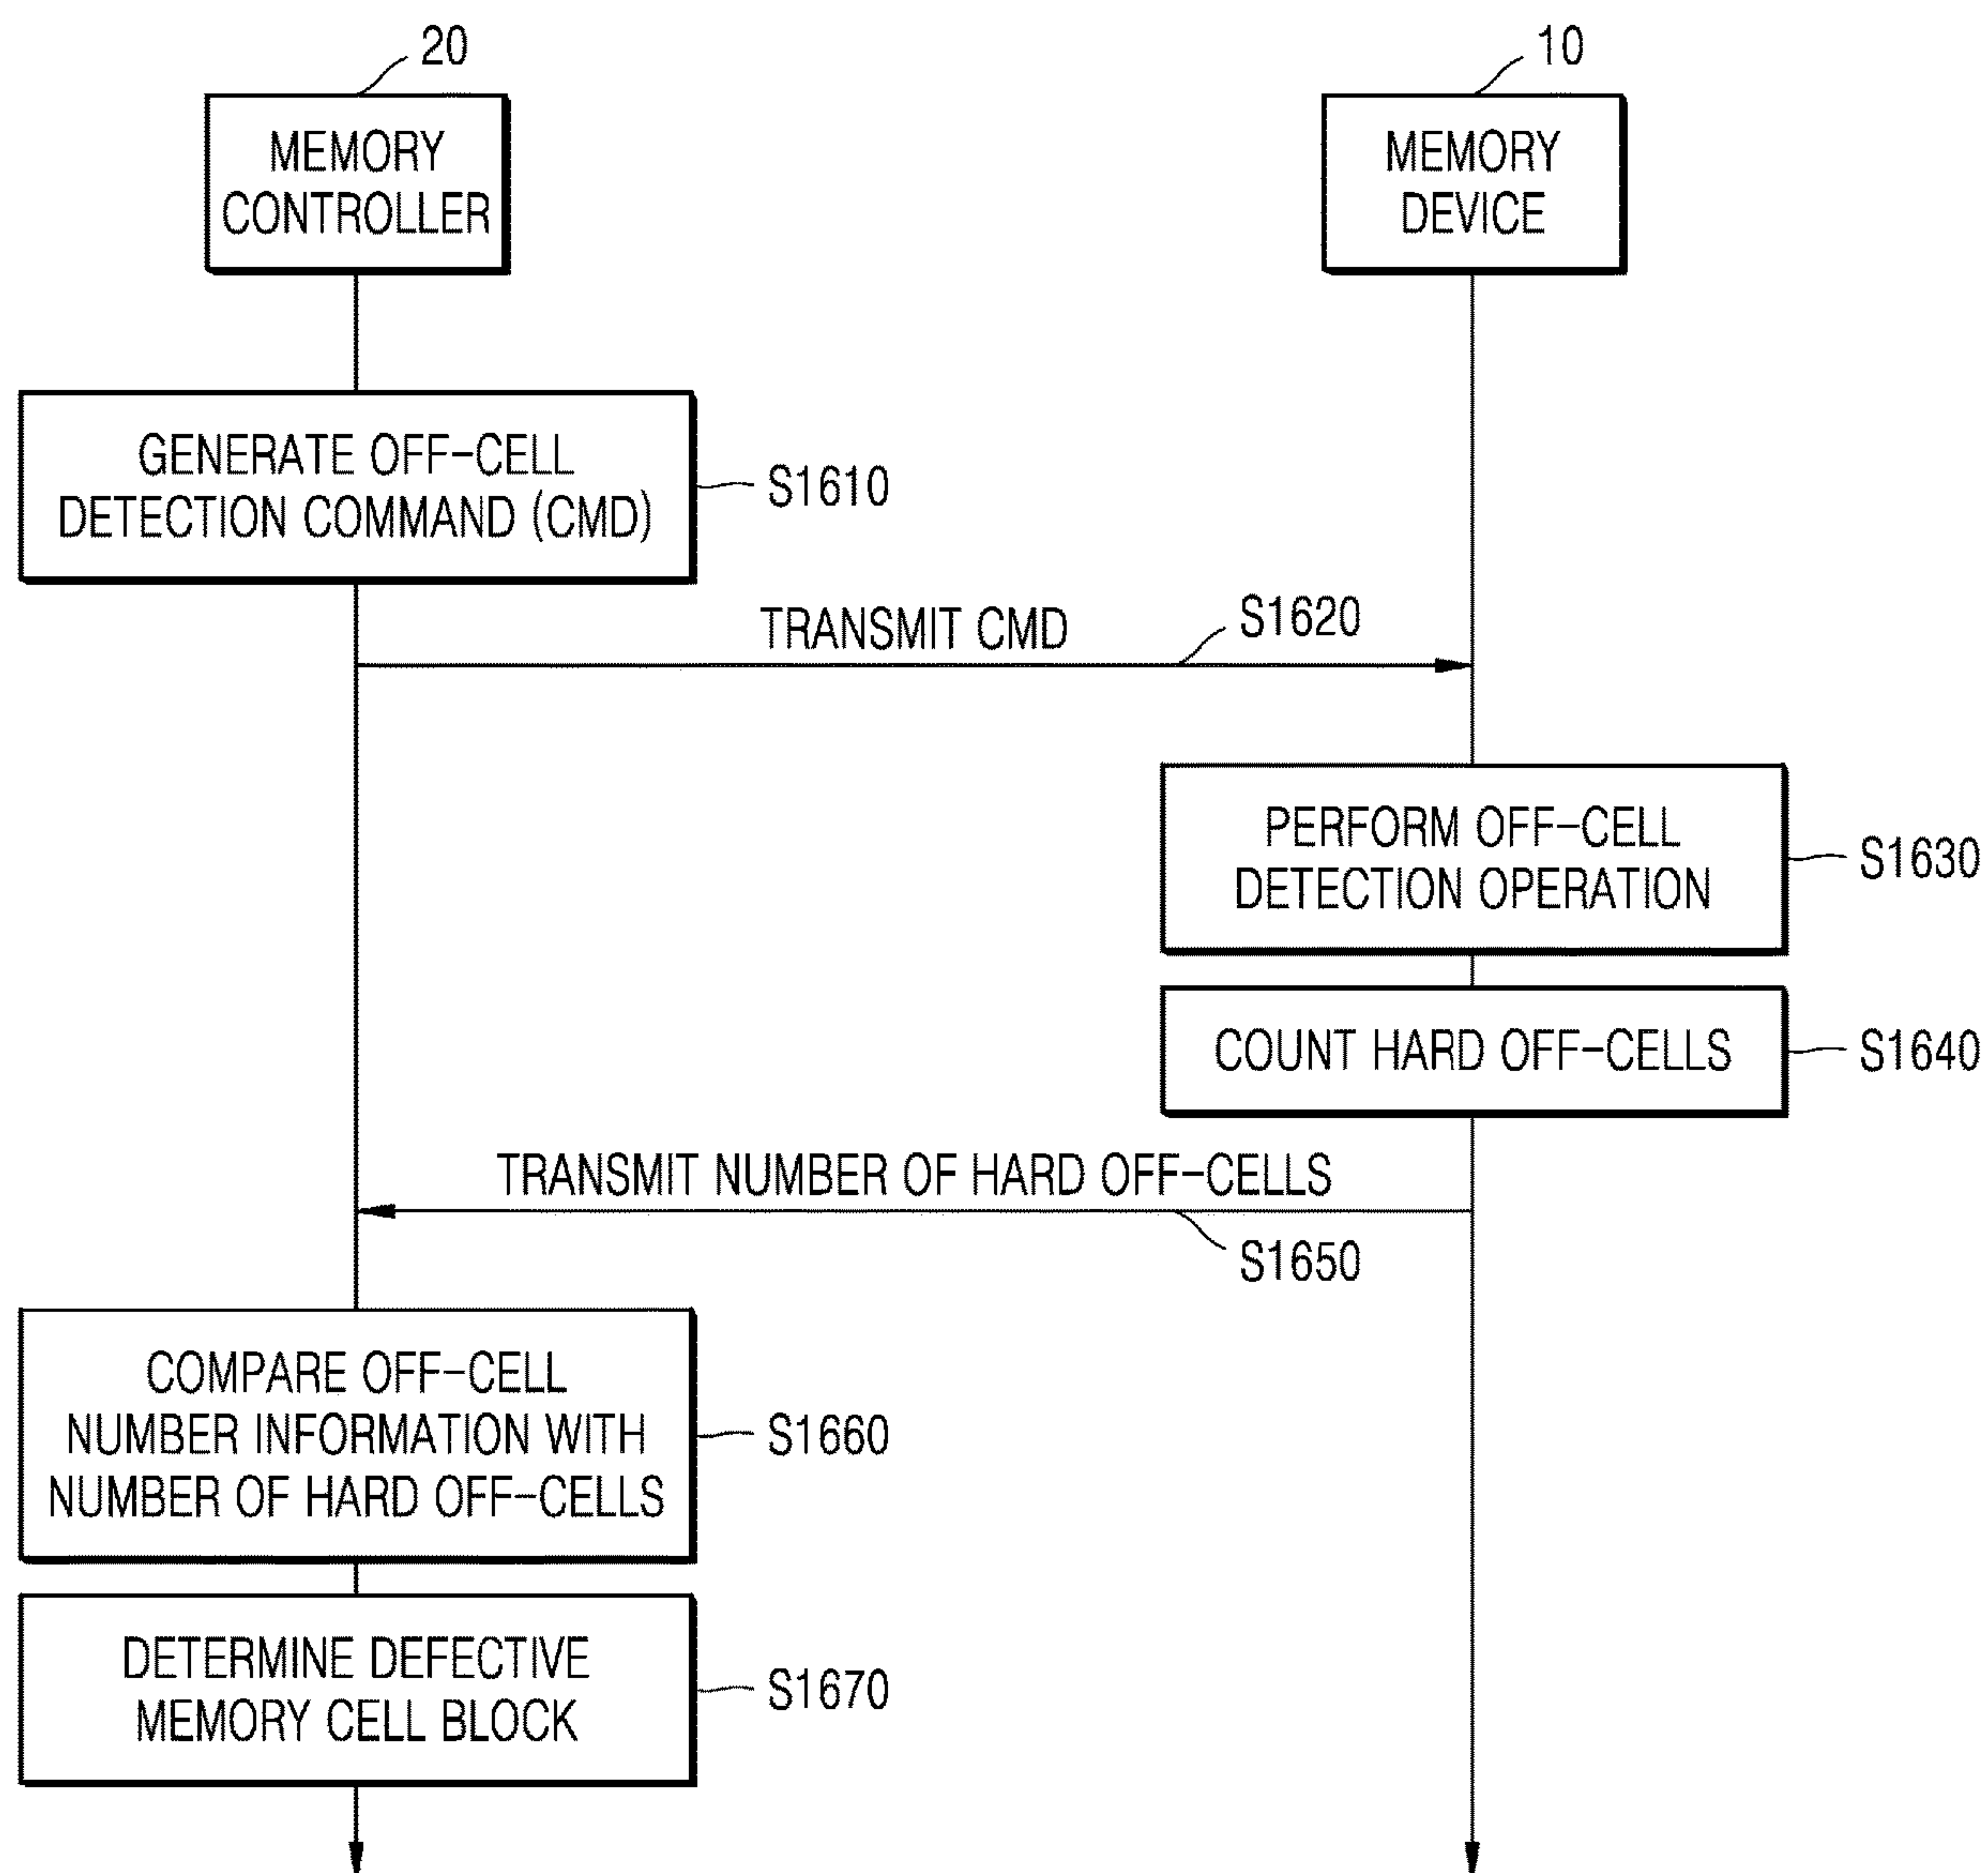 20
10
MEMORY
CONTROLLER
MEMORY
DEVICE
GENERATE OFF-CELL
DETECTION COMMAND (CMD)
S1610
TRANSMIT CMD
S1620
PERFORM OFF-CELL
DETECTION OPERATION
S1630
COUNT HARD OFF-CELLS
S1640
TRANSMIT NUMBER OF HARD OFF-CELLS
S1650
COMPARE OFF-CELL
NUMBER INFORMATION WITH
NUMBER OF HARD OFF-CELLS
S1660
DETERMINE DEFECTIVE
MEMORY CELL BLOCK
S1670